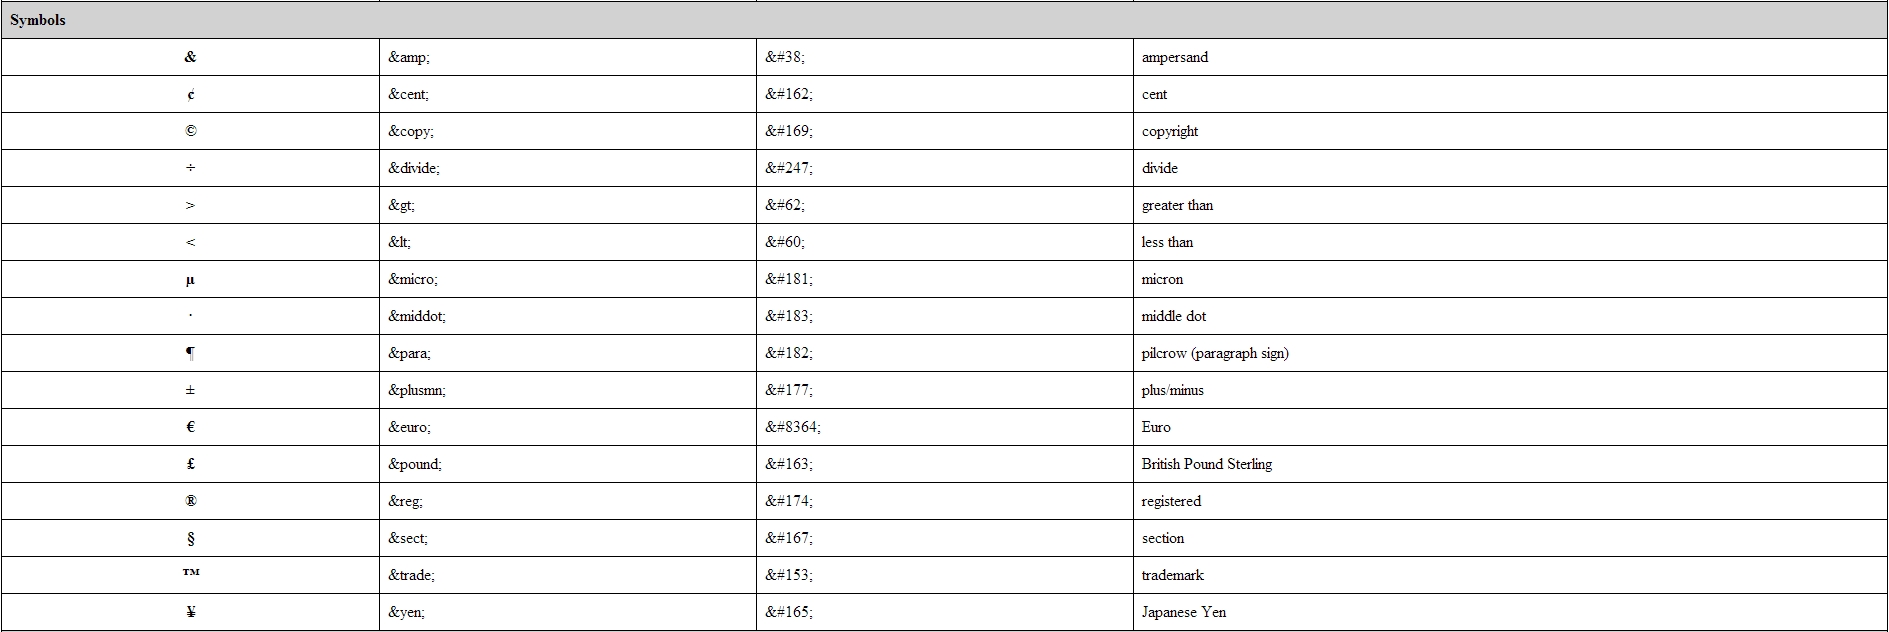 Symbols
& &amp; &#38; ampersand
¢ &cent; &#162; cent
© &copy; &#169; copyright
÷ &divide; &#247; divide
> &gt; &#62; greater than
< &lt; &#60; less than
µ &micro; &#181; micron
· &middot; &#183; middle dot
¶ &para; &#182; pilcrow (paragraph sign)
± &plusmn; &#177; plus/minus
€ &euro; &#8364; Euro
£ &pound; &#163; British Pound Sterling
® &reg; &#174; registered
§ &sect; &#167; section
™ &trade; &#153; trademark
¥ &yen; &#165; Japanese Yen